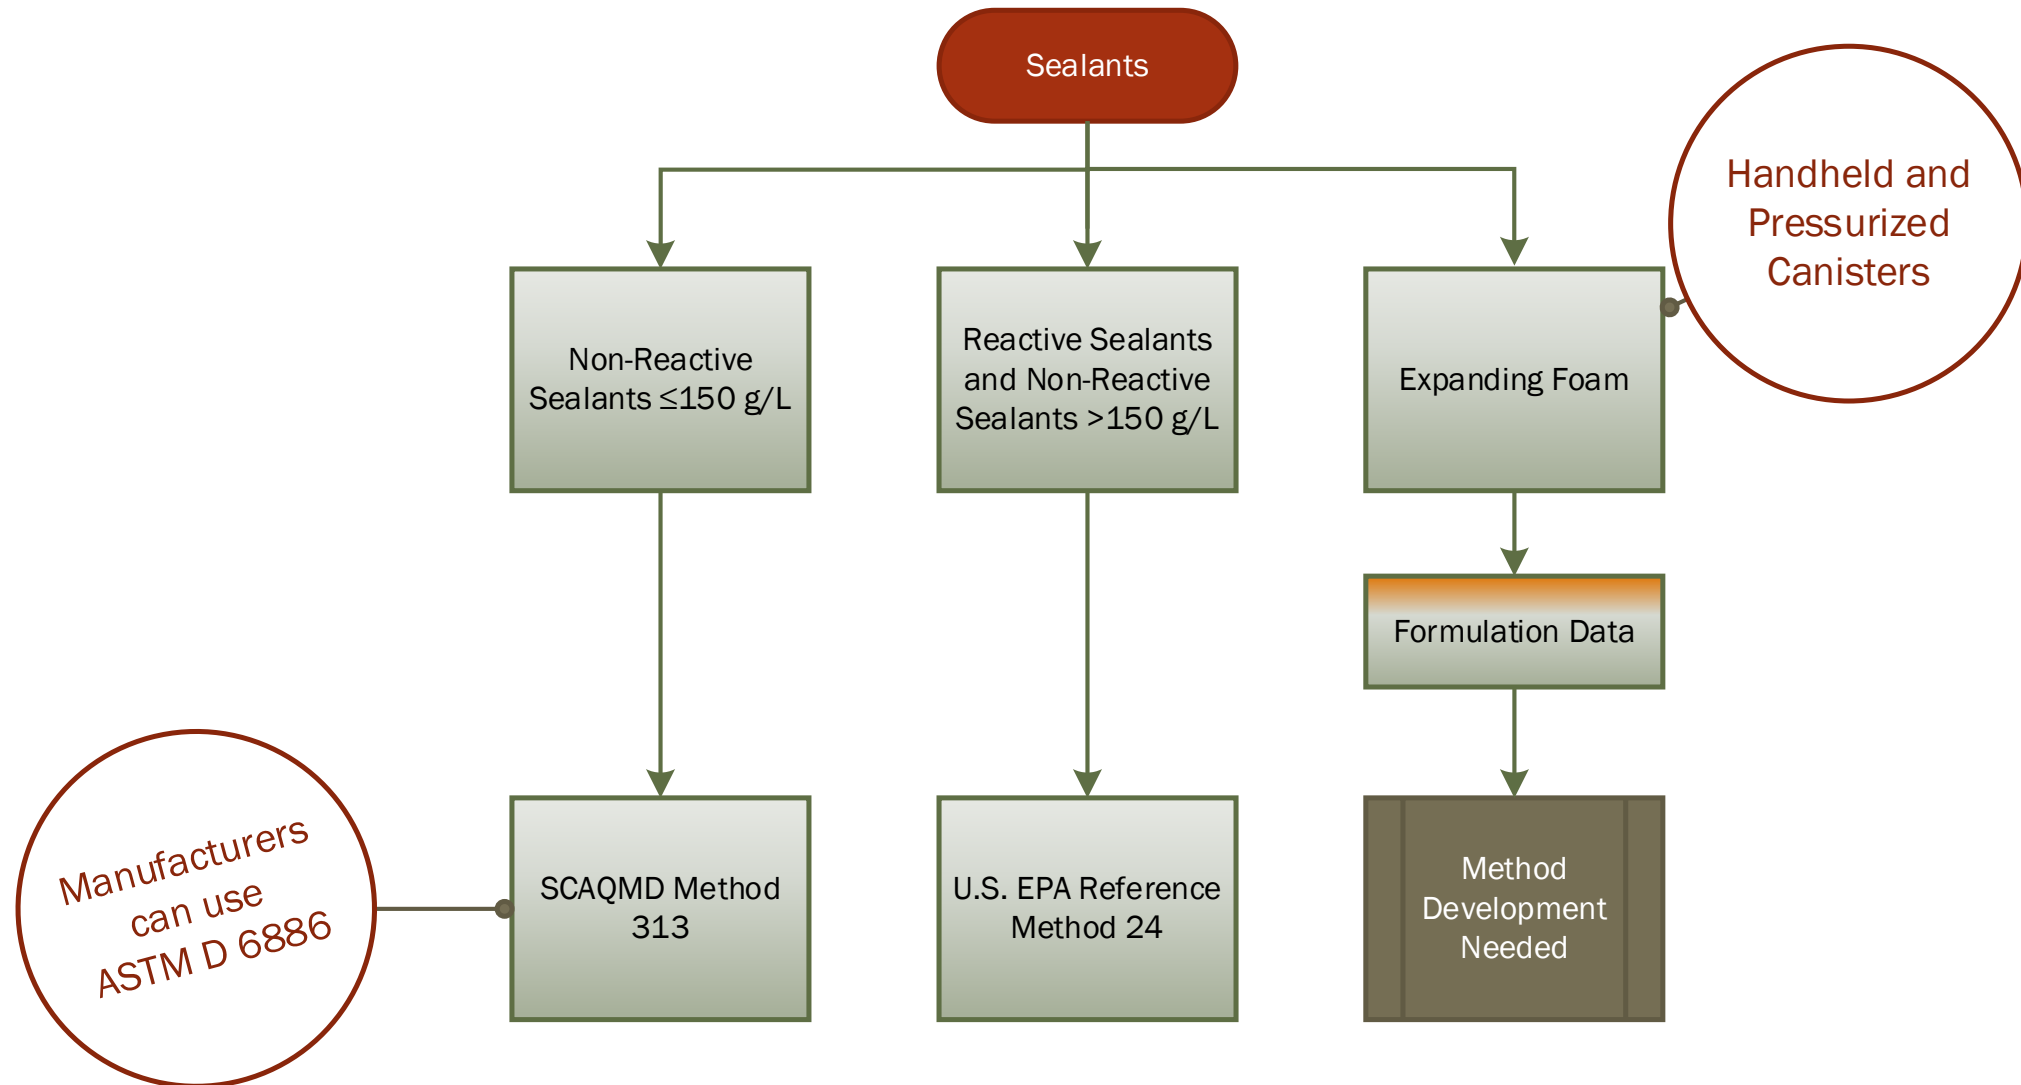 Sealants
Handheld and
Pressurized
Canisters
Non-Reactive
Sealants ≤150 g/L
Reactive Sealants
and Non-Reactive
Sealants >150 g/L
Expanding Foam
Formulation Data
Manufacturers
can use
ASTM D 6886
SCAQMD Method
313
U.S. EPA Reference
Method 24
Method
Development
Needed